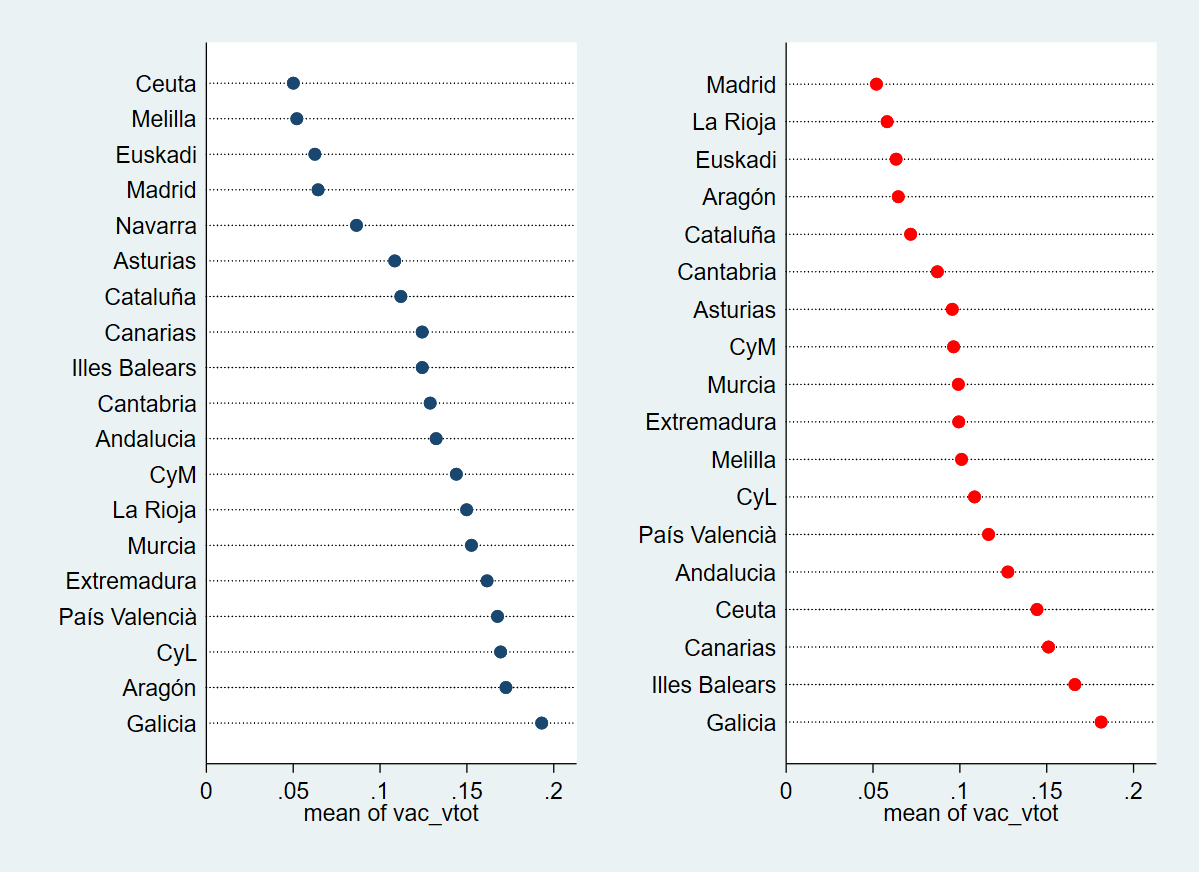 Ceuta
Melilla
Euskadi
Madrid
Navarra
Asturias
Cataluña
Canarias
Illes Balears
Cantabria
Andalucia
CyM
La Rioja
Murcia
Extremadura
País Valencià
CyL
Aragón
Galicia
0 .05 .1 .15 .2
mean of vac_vtot
Madrid
La Rioja
Euskadi
Aragón
Cataluña
Cantabria
Asturias
CyM
Murcia
Extremadura
Melilla
CyL
País Valencià
Andalucia
Ceuta
Canarias
Illes Balears
Galicia
0 .05 .1 .15 .2
mean of vac_vtot